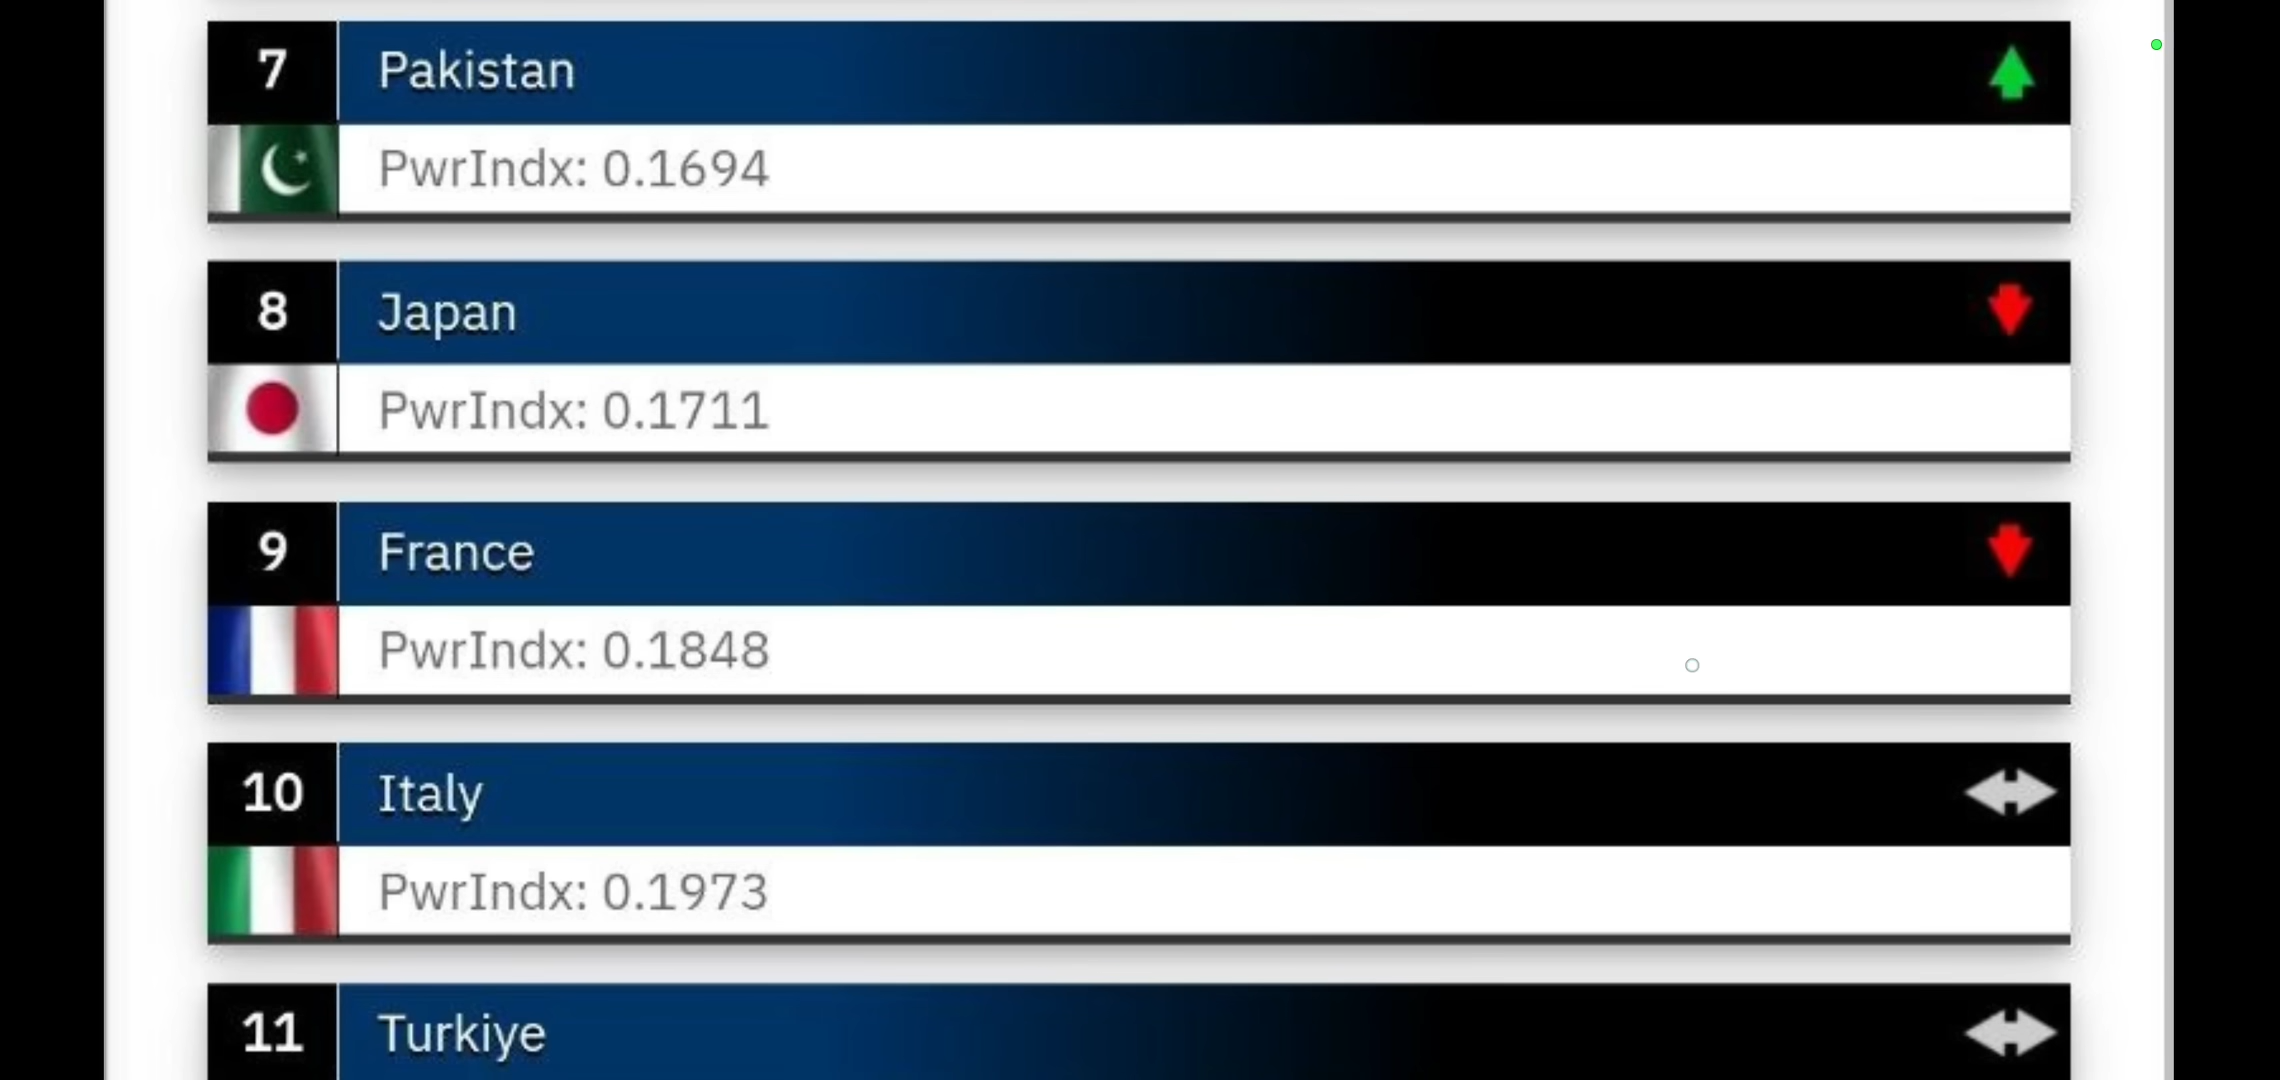 7 Pakistan
PwrIndx: 0.1694
8 Japan
PwrIndx: 0.1711
9 France
PwrIndx: 0.1848
10 Italy
PwrIndx: 0.1973
11 Turkiye